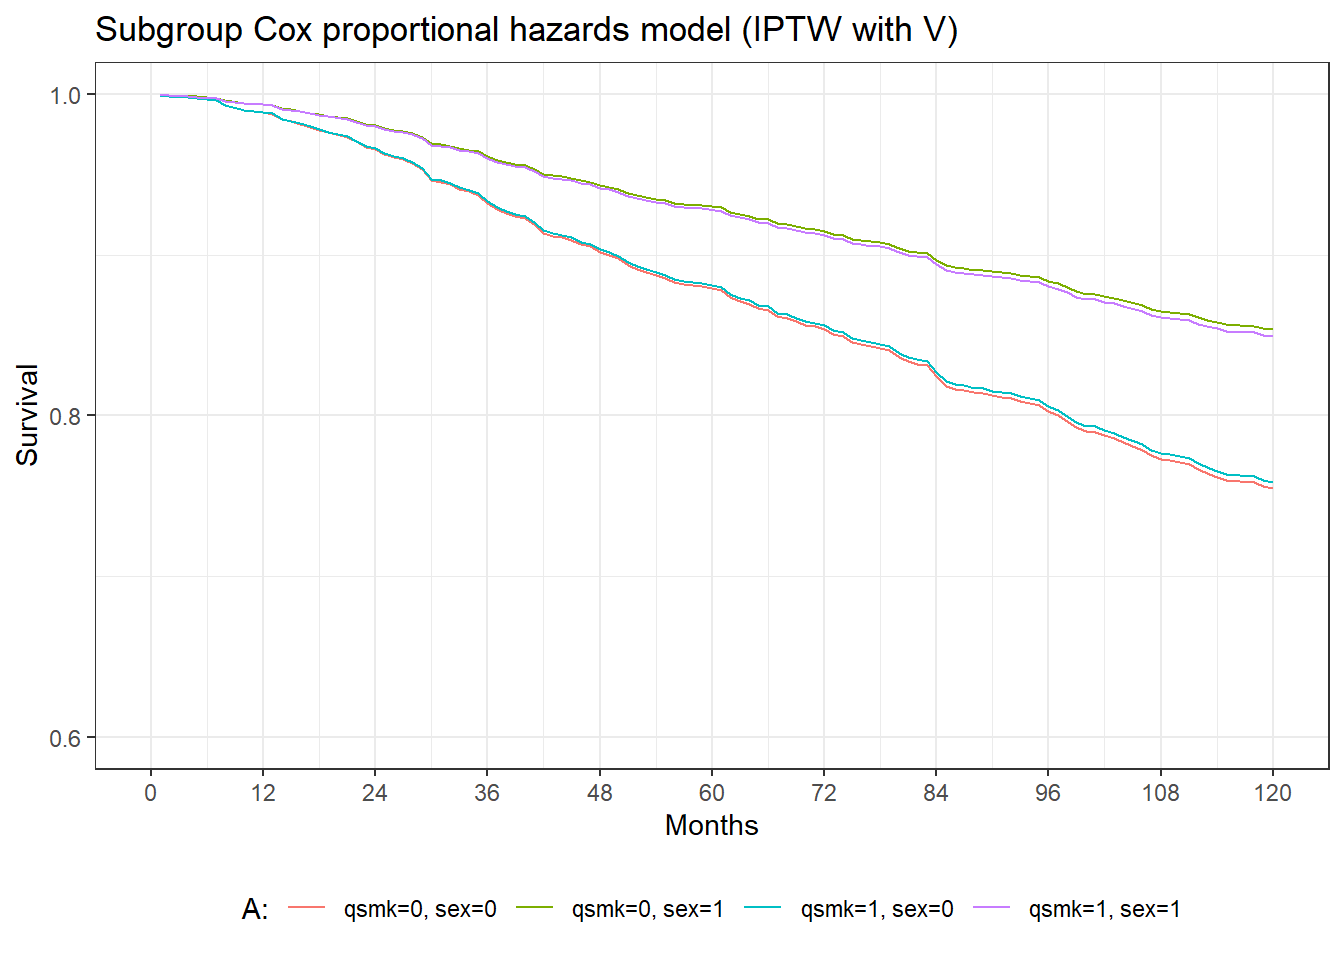 Subgroup Cox proportional hazards model (IPTW with V)
1.0
0.8
0.6
Survival
0 12 24 36 48 60 72 84 96 108 120
Months
A: qsmk=0, sex=0 qsmk=0, sex=1 qsmk=1, sex=0 qsmk=1, sex=1